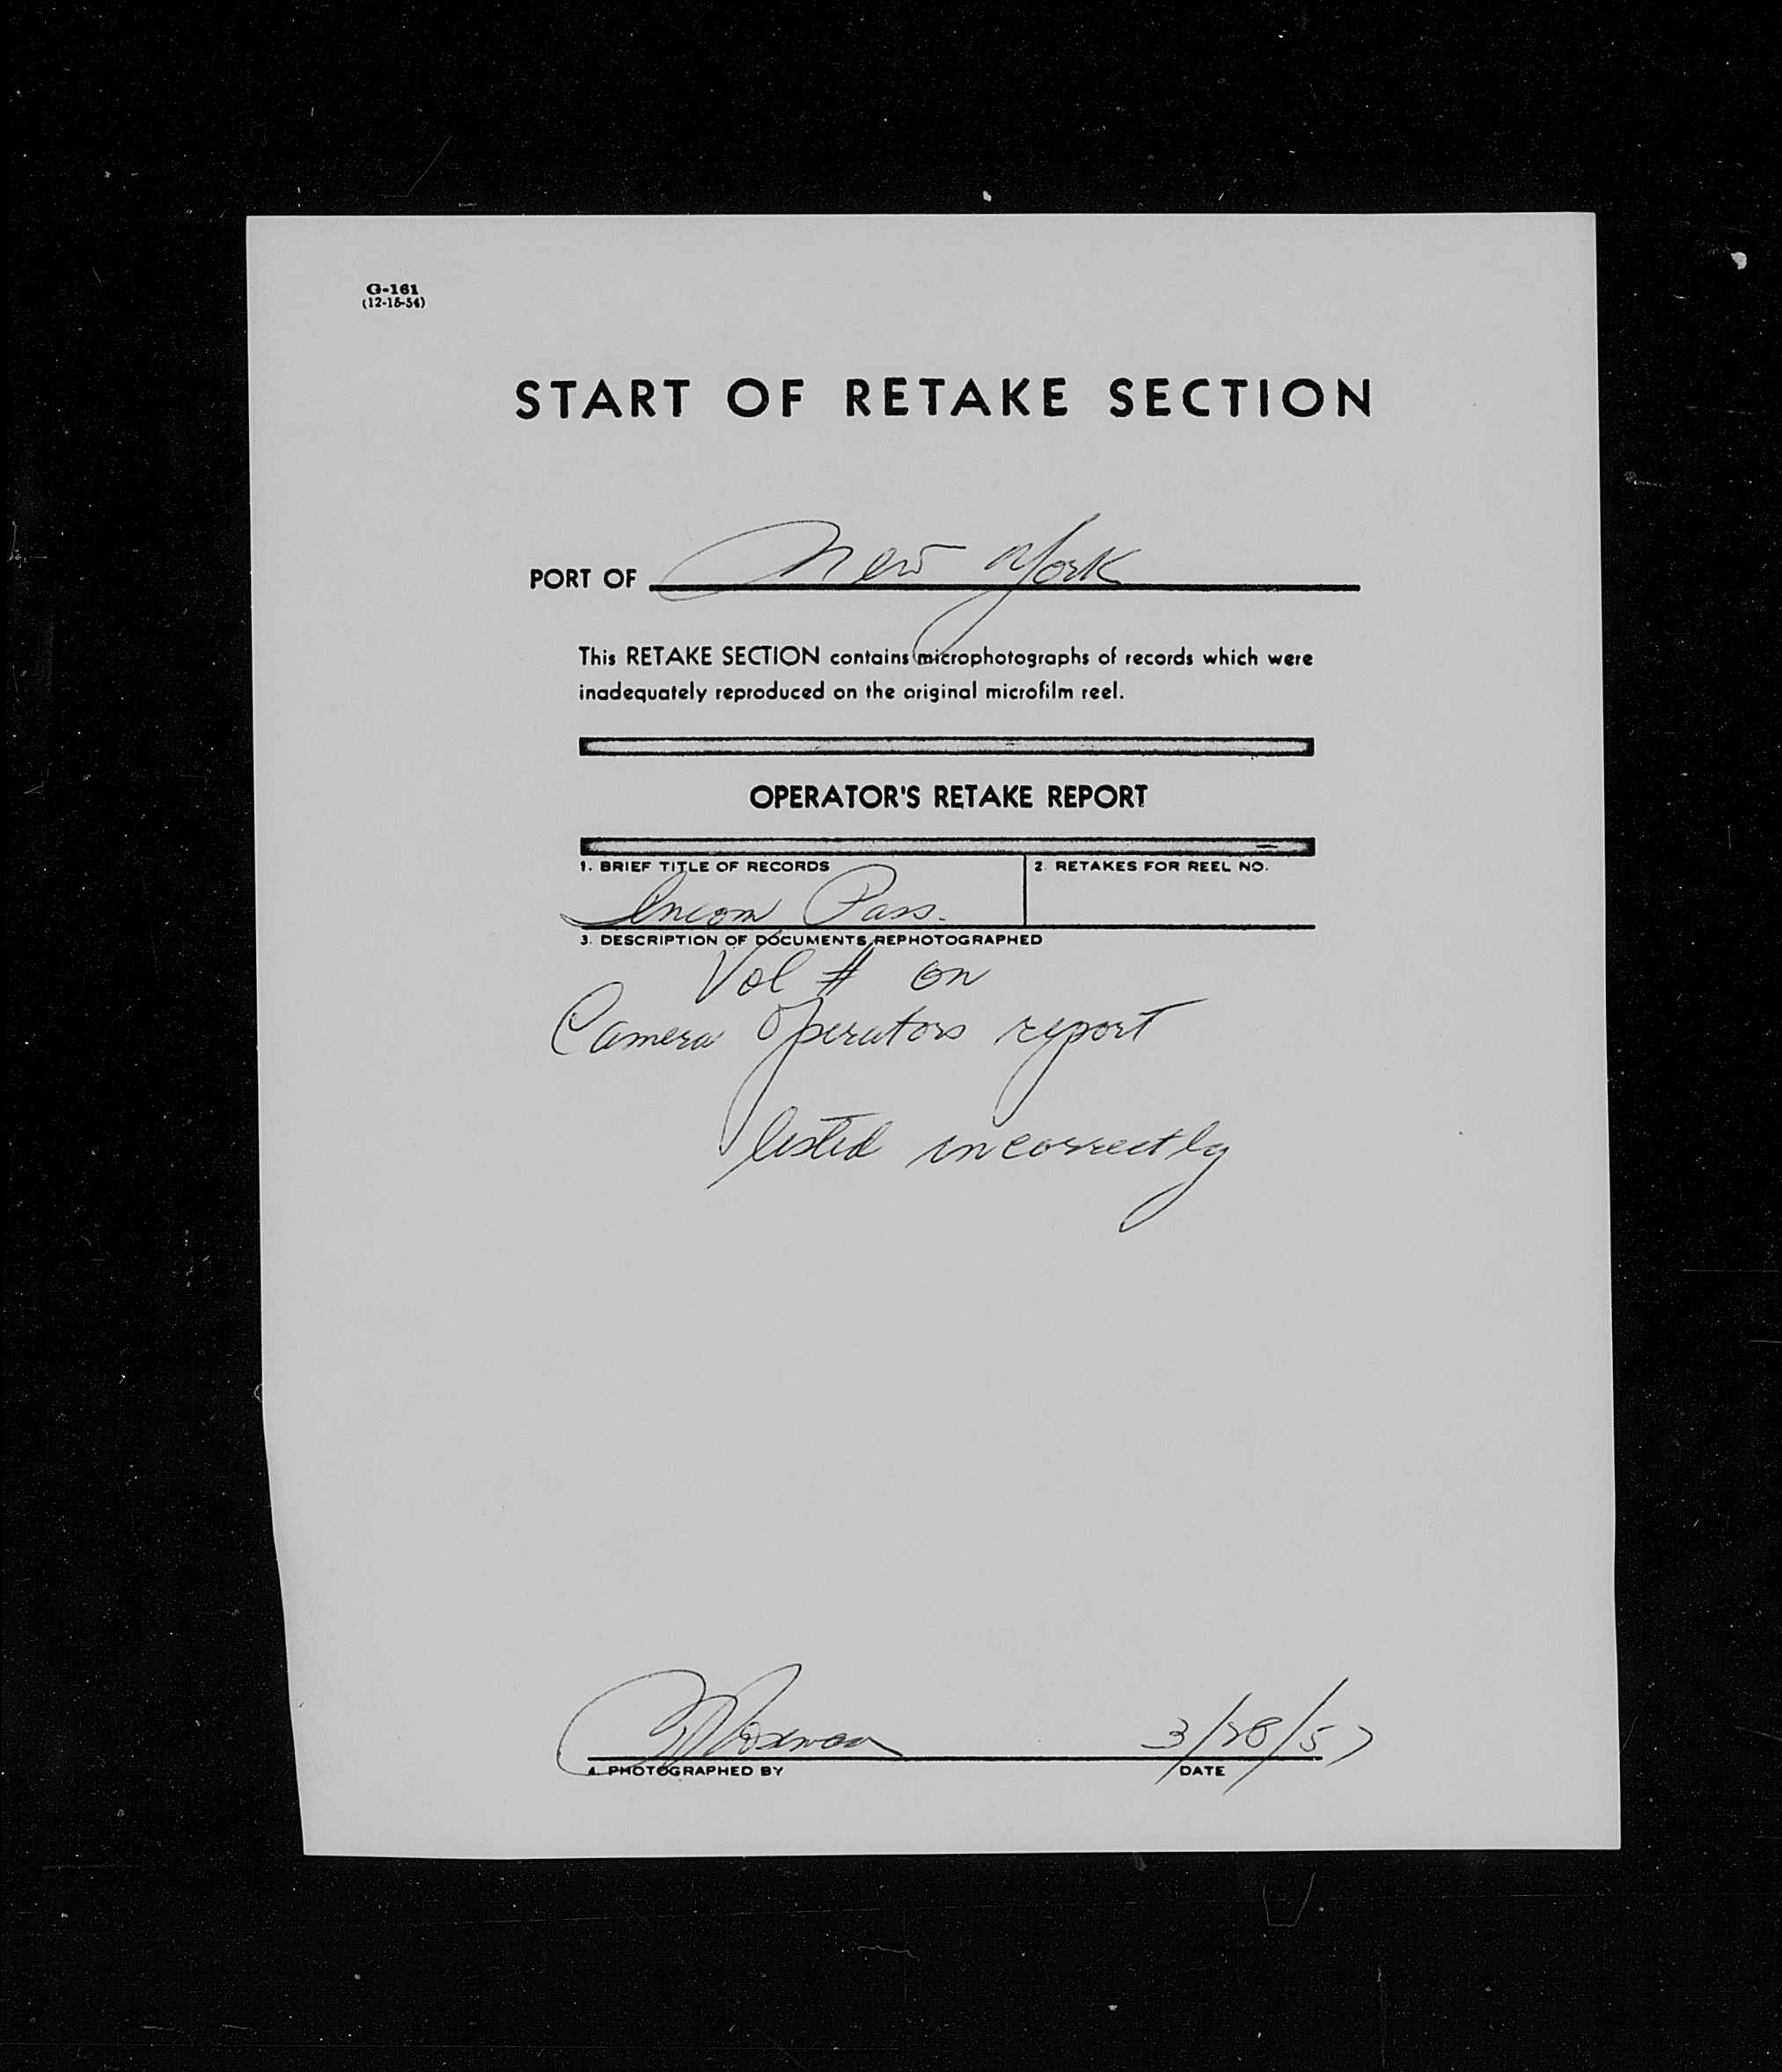 G-161
(12-15-54)
START OF RETAKE SECTION
PORT OF New York
This RETAKE SECTION contains microphotographs of records which were
inadequately reproduced on the original microfilm reel.
OPERATOR'S RETAKE REPORT
1. BRIEF TITLE OF RECORDS 2. RETAKES FOR REEL NO.
Incom Pass.
3. DESCRIPTION OF DOCUMENTS REPHOTOGRAPHED
Vol # on
Camera Operators report
listed incorrectly
3/28/57
4. PHOTOGRAPHED BY DATE